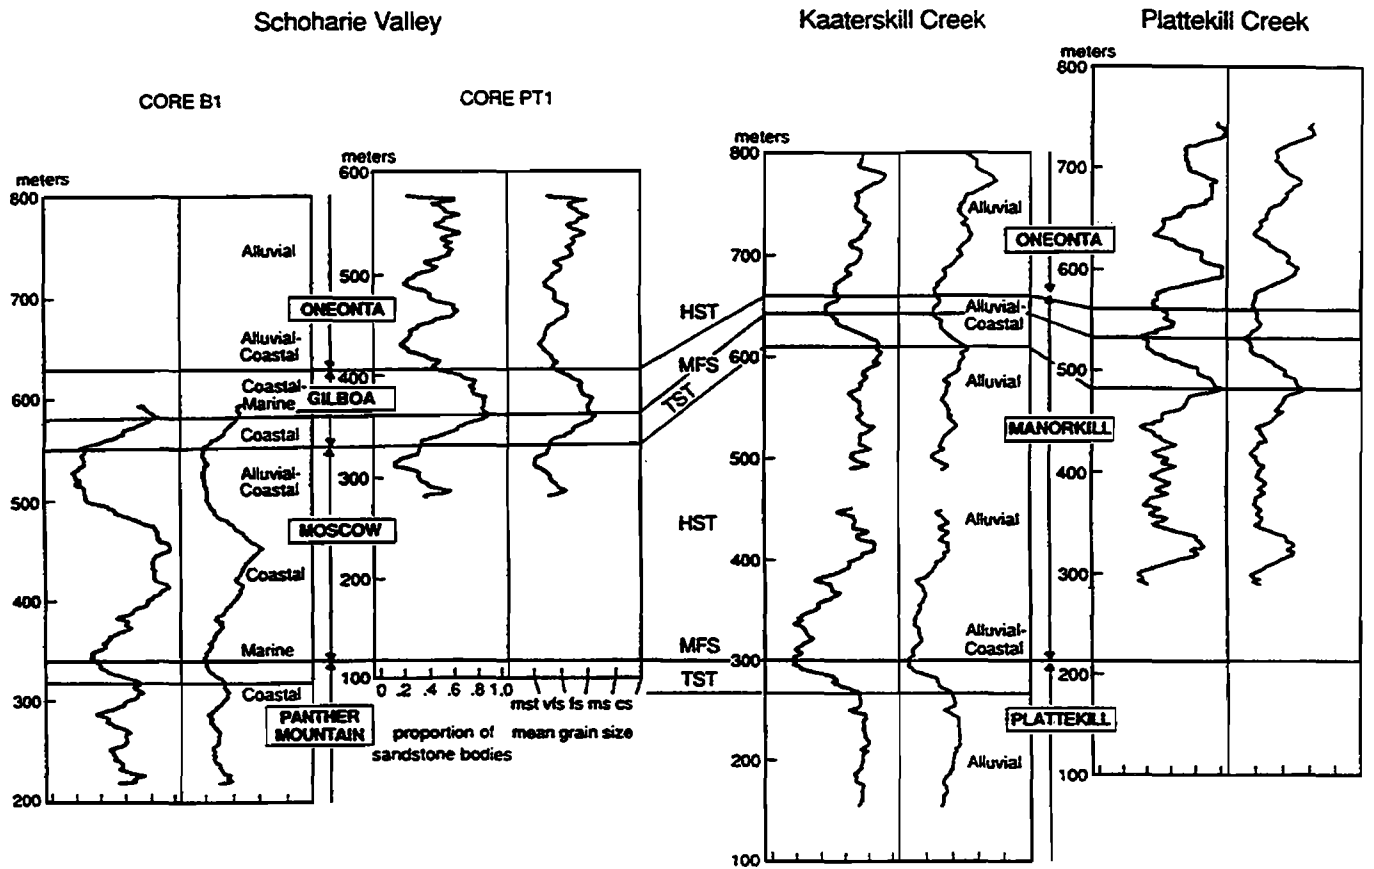 Schoharie Valley
Kaaterskill Creek
Plattekill Creek
CORE B1
CORE PT1
meters
800
700
600
500
400
300
200
Alluvial
Alluvial-
Coastal
Coastal-
Marine
Coastal
Alluvial-
Coastal
Coastal
Marine
Coastal
ONEONTA
GILBOA
MOSCOW
PANTHER
MOUNTAIN
meters
600
500
400
300
200
100
0 .2 .4 .6 .8 1.0
mst vfs fs ms cs
proportion of
sandstone bodies
mean grain size
HST
MFS
TST
HST
MFS
TST
meters
800
700
600
500
400
300
200
100
Alluvial
Alluvial-
Coastal
Alluvial
Alluvial
Alluvial-
Coastal
Alluvial
ONEONTA
MANORKILL
PLATTEKILL
meters
800
700
600
500
400
300
200
100